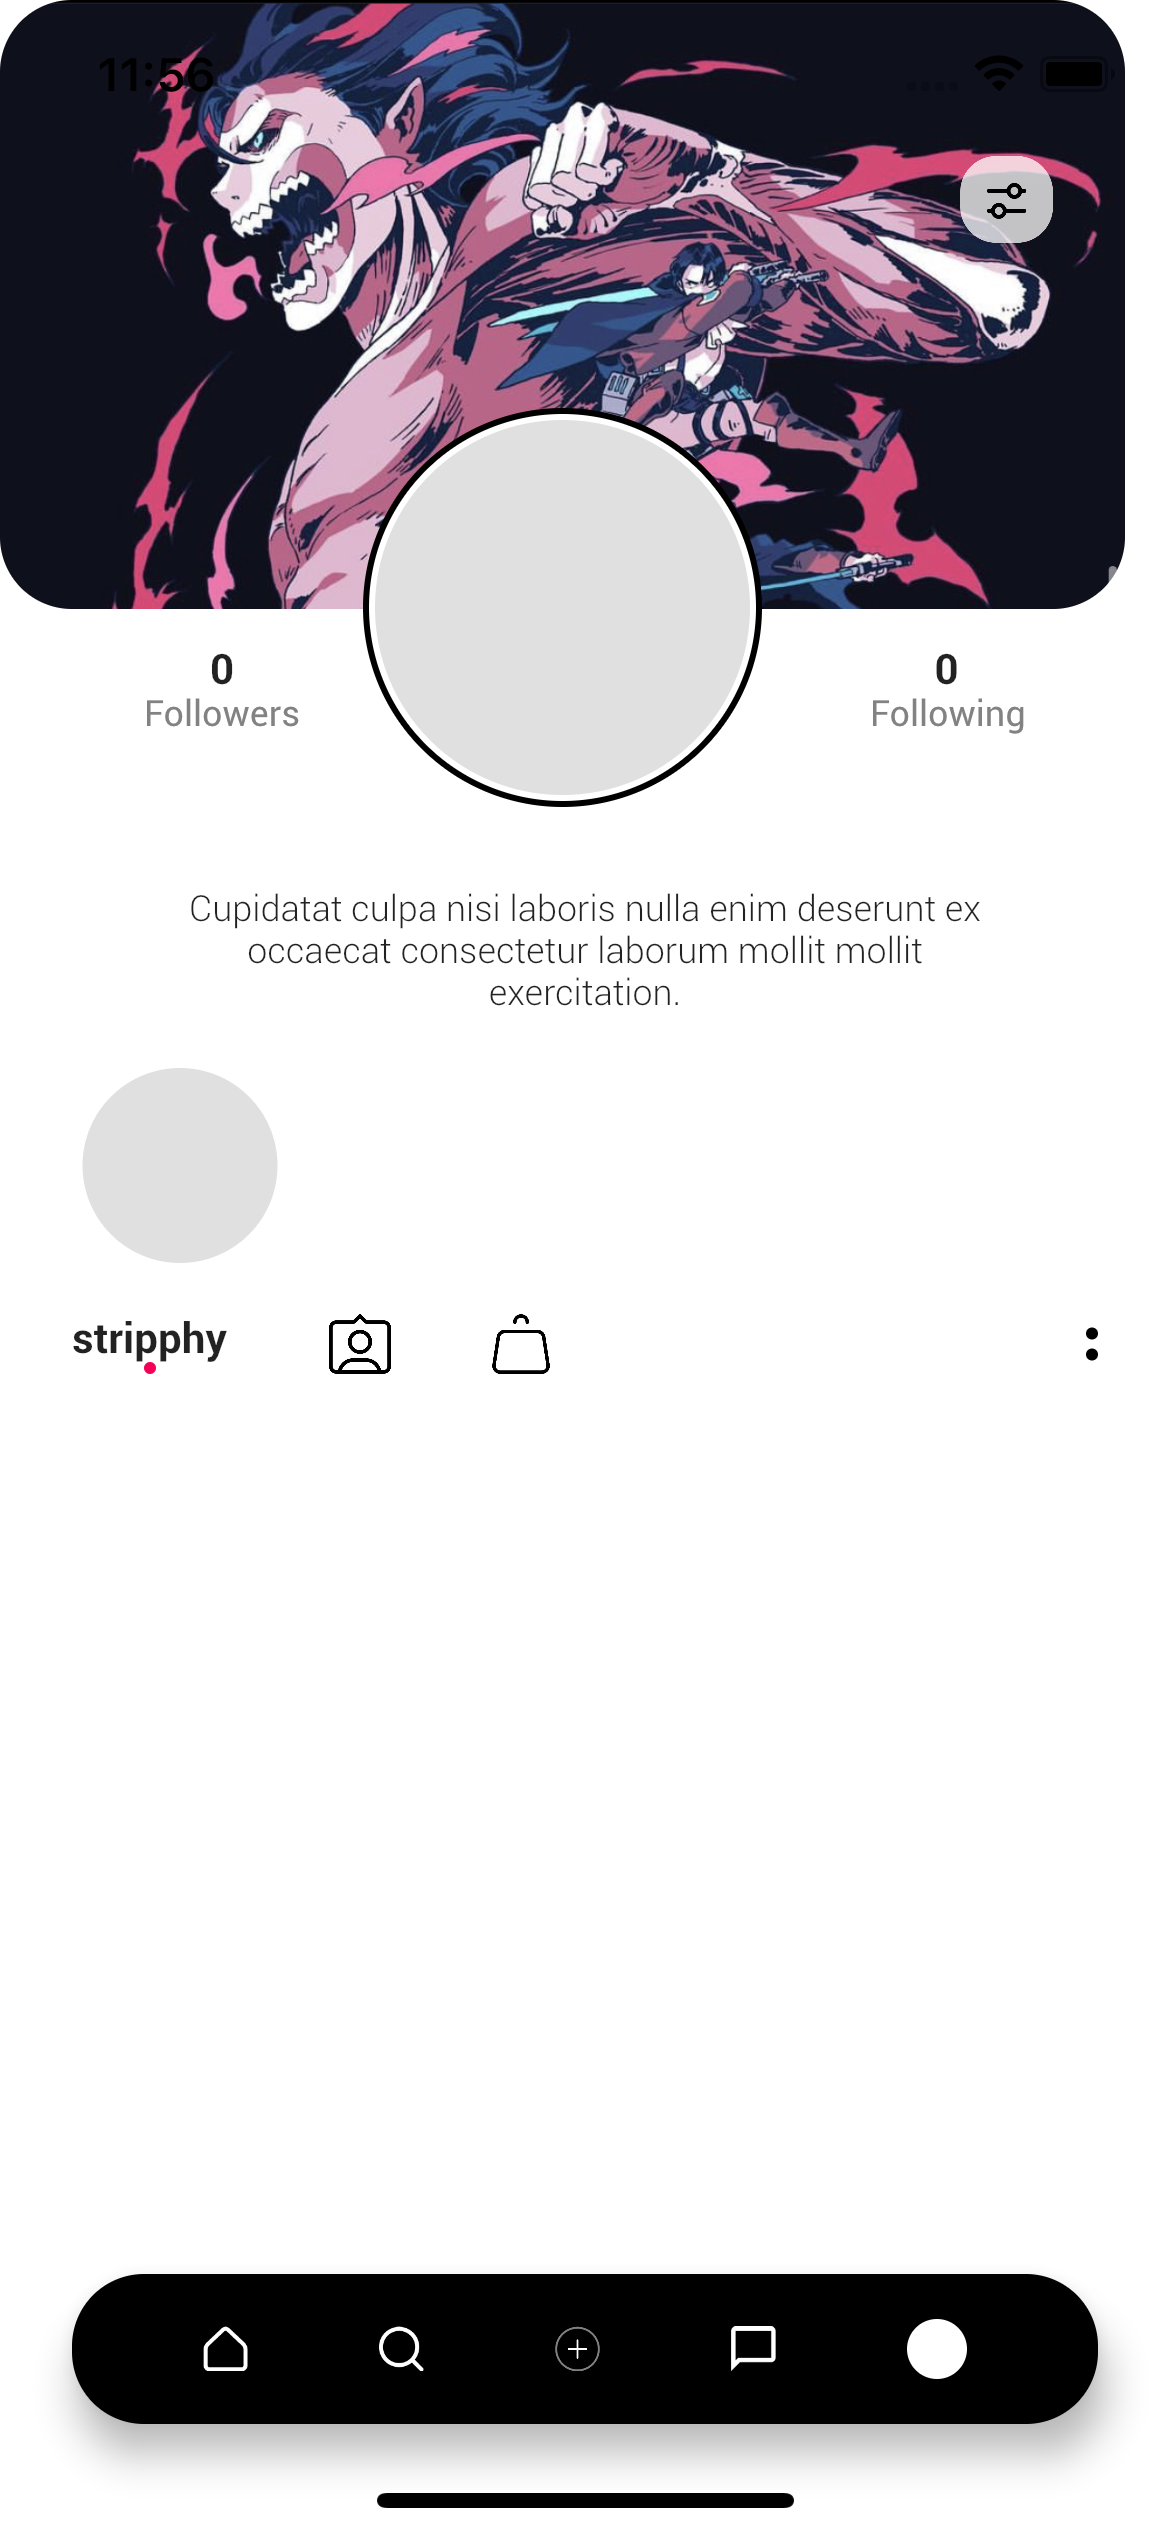 11:56
0
Followers
0
Following
Cupidatat culpa nisi laboris nulla enim deserunt ex
occaecat consectetur laborum mollit mollit
exercitation.
stripphy